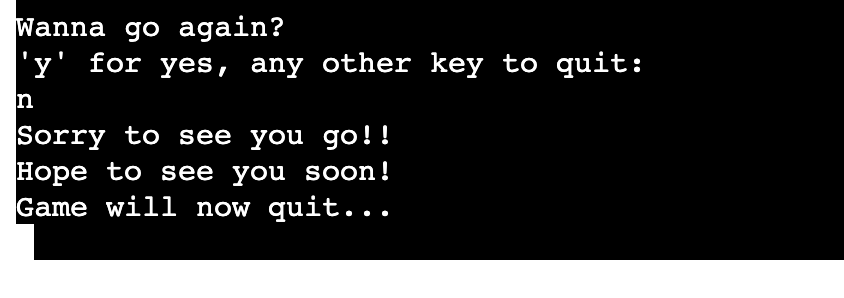 Wanna go again?
'y' for yes, any other key to quit:
n
Sorry to see you go!!
Hope to see you soon!
Game will now quit...